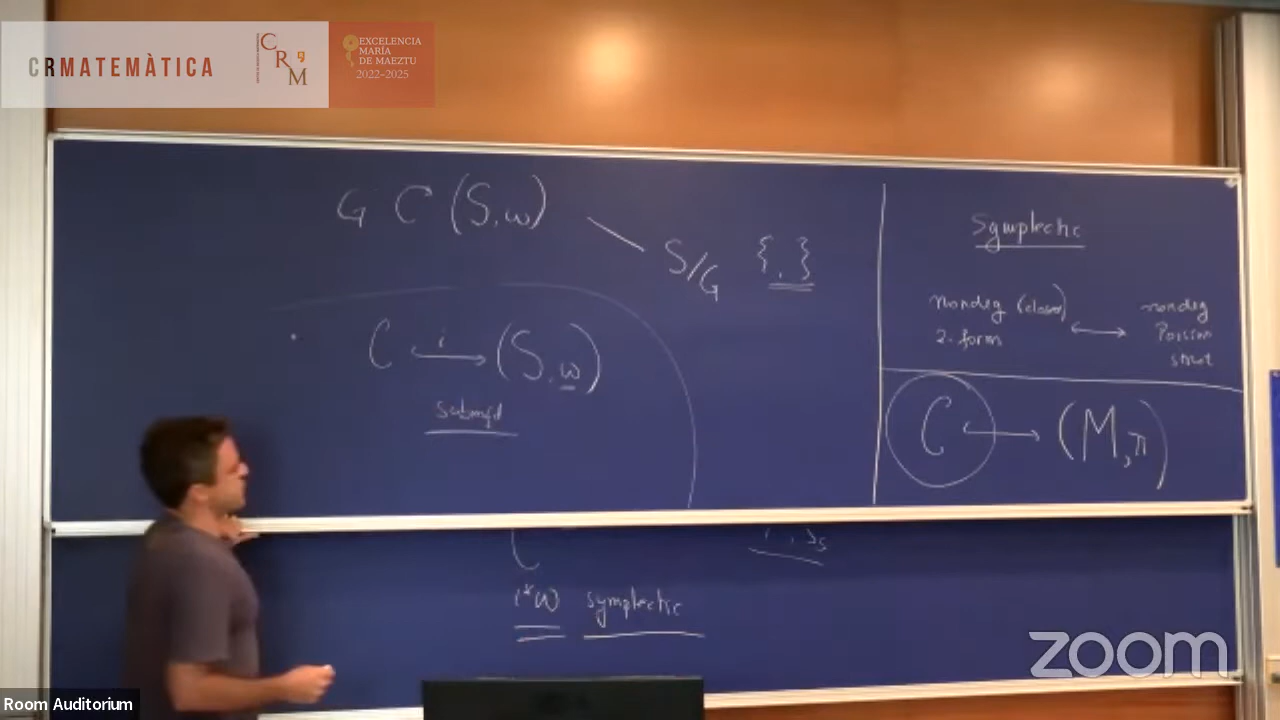 CRMATEMÀTICA
CRM
EXCELENCIA
MARÍA
DE MAEZTU
2022-2025
G C (S, ω)
S/G { , }
C i (S, ω)
submfd
i*ω symplectic
Symplectic
nondeg (closed)
2-form
nondeg
Poisson
struct
C → (M, π)
zoom
Room Auditorium